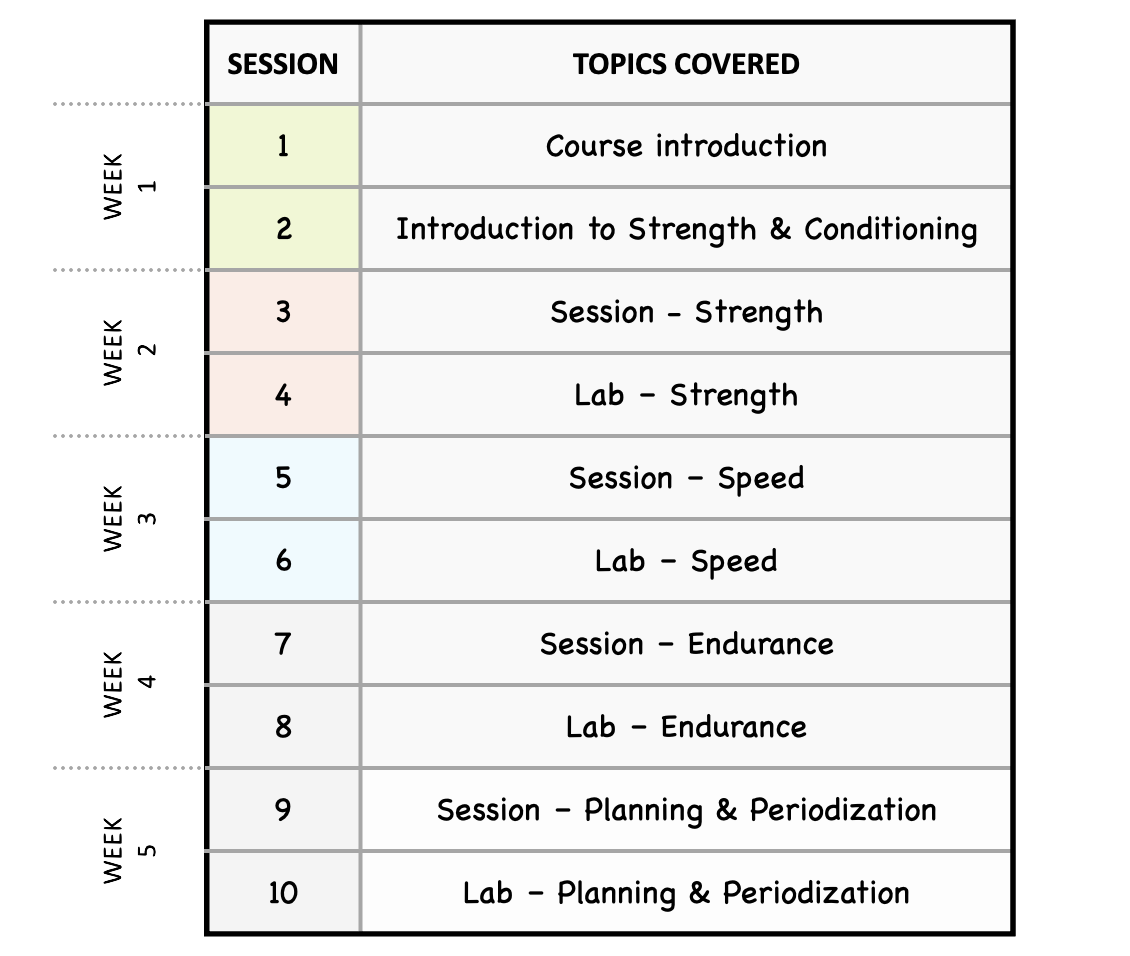 SESSION TOPICS COVERED
WEEK 1
1 Course introduction
2 Introduction to Strength & Conditioning
WEEK 2
3 Session – Strength
4 Lab – Strength
WEEK 3
5 Session – Speed
6 Lab – Speed
WEEK 4
7 Session – Endurance
8 Lab – Endurance
WEEK 5
9 Session – Planning & Periodization
10 Lab – Planning & Periodization